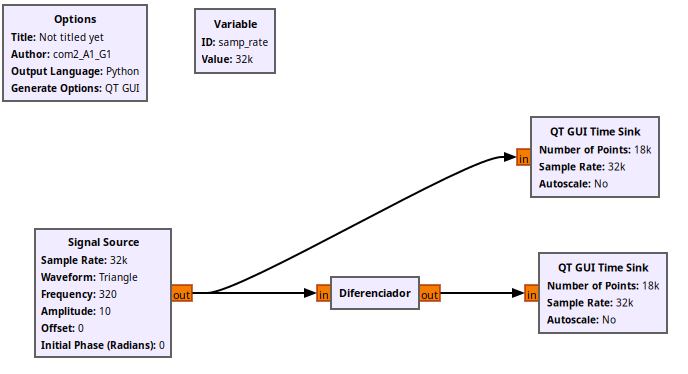 Options
Title: Not titled yet
Author: com2_A1_G1
Output Language: Python
Generate Options: QT GUI
Variable
ID: samp_rate
Value: 32k
QT GUI Time Sink
Number of Points: 18k
Sample Rate: 32k
Autoscale: No
in
Signal Source
Sample Rate: 32k
Waveform: Triangle
Frequency: 320
Amplitude: 10
Offset: 0
Initial Phase (Radians): 0
out
in
Diferenciador
out
in
QT GUI Time Sink
Number of Points: 18k
Sample Rate: 32k
Autoscale: No